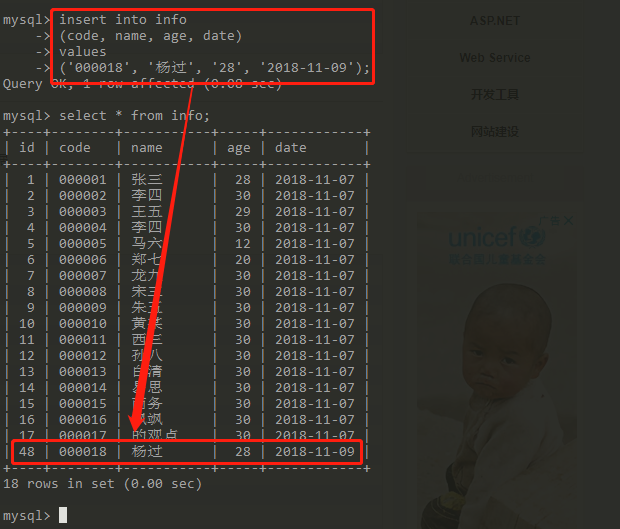 mysql> insert into info
-> (code, name, age, date)
-> values
-> ('000018', '杨过', '28', '2018-11-09');
Query OK, 1 row affected (0.08 sec)
mysql> select * from info;
+----+--------+----------+-----+------------+
| id | code | name | age | date |
+----+--------+----------+-----+------------+
| 1 | 000001 | 张三 | 28 | 2018-11-07 |
| 2 | 000002 | 李四 | 30 | 2018-11-07 |
| 3 | 000003 | 王五 | 29 | 2018-11-07 |
| 4 | 000004 | 李四 | 30 | 2018-11-07 |
| 5 | 000005 | 马六 | 12 | 2018-11-07 |
| 6 | 000006 | 郑七 | 20 | 2018-11-07 |
| 7 | 000007 | 龙九 | 30 | 2018-11-07 |
| 8 | 000008 | 宋三 | 30 | 2018-11-07 |
| 9 | 000009 | 朱五 | 30 | 2018-11-07 |
| 10 | 000010 | 黄某 | 30 | 2018-11-07 |
| 11 | 000011 | 西三 | 30 | 2018-11-07 |
| 12 | 000012 | 孙八 | 30 | 2018-11-07 |
| 13 | 000013 | 白清 | 30 | 2018-11-07 |
| 14 | 000014 | 易思 | 30 | 2018-11-07 |
| 15 | 000015 | 商务 | 30 | 2018-11-07 |
| 16 | 000016 | 飒 | 30 | 2018-11-07 |
| 17 | 000017 | 的观点 | 30 | 2018-11-07 |
| 48 | 000018 | 杨过 | 28 | 2018-11-09 |
+----+--------+----------+-----+------------+
18 rows in set (0.00 sec)
mysql>
ASP.NET
Web Service
开发工具
网站建设
广告
unicef
联合国儿童基金会